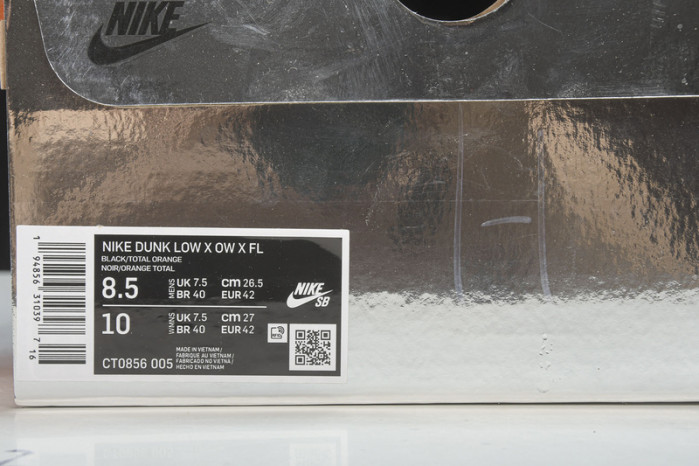 NIKE
NIKE DUNK LOW X OW X FL
BLACK/TOTAL ORANGE
NOIR/ORANGE TOTAL
8.5 MENS UK 7.5 cm 26.5
BR 40 EUR 42
10 WMNS UK 7.5 cm 27
BR 40 EUR 42
NIKE
SB
CT0856 005
MADE IN VIETNAM /
FABRIQUE AU VIETNAM /
FABRICADO NO VIETNÃ /
HECHO EN VIETNAM
1 94856 31039 7 16